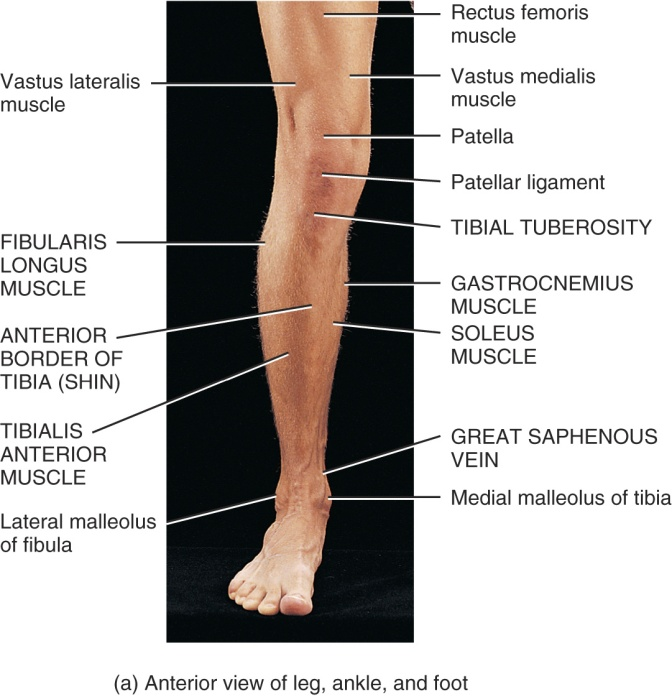 Rectus femoris
muscle
Vastus lateralis
muscle
Vastus medialis
muscle
Patella
Patellar ligament
TIBIAL TUBEROSITY
FIBULARIS
LONGUS
MUSCLE
GASTROCNEMIUS
MUSCLE
ANTERIOR
BORDER OF
TIBIA (SHIN)
SOLEUS
MUSCLE
TIBIALIS
ANTERIOR
MUSCLE
GREAT SAPHENOUS
VEIN
Medial malleolus of tibia
Lateral malleolus
of fibula
(a) Anterior view of leg, ankle, and foot